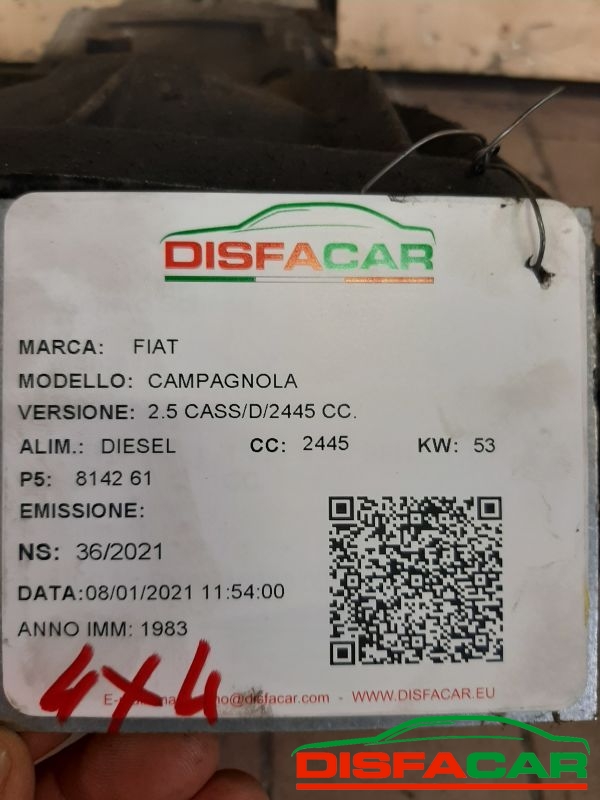 DISFACAR
MARCA: FIAT
MODELLO: CAMPAGNOLA
VERSIONE: 2.5 CASS/D/2445 CC.
ALIM.: DIESEL CC: 2445 KW: 53
P5: 8142 61
EMISSIONE:
NS: 36/2021
DATA:08/01/2021 11:54:00
ANNO IMM: 1983
4x4
@disfacar.com - WWW.DISFACAR.EU
DISFACAR